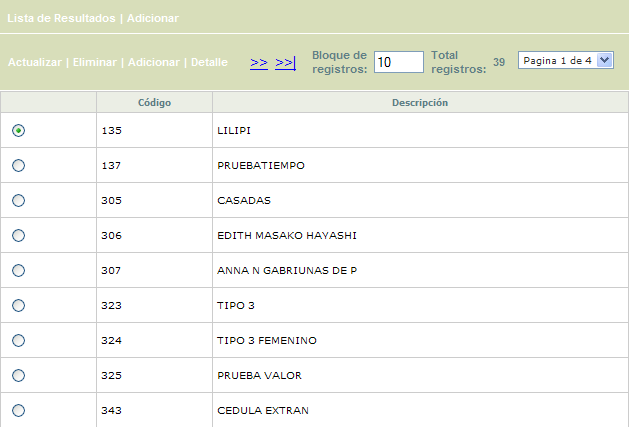 Lista de Resultados | Adicionar
Actualizar | Eliminar | Adicionar | Detalle >> >>| Bloque de registros: 10 Total registros: 39 Pagina 1 de 4
Código Descripción
135 LILIPI
137 PRUEBATIEMPO
305 CASADAS
306 EDITH MASAKO HAYASHI
307 ANNA N GABRIUNAS DE P
323 TIPO 3
324 TIPO 3 FEMENINO
325 PRUEBA VALOR
343 CEDULA EXTRAN